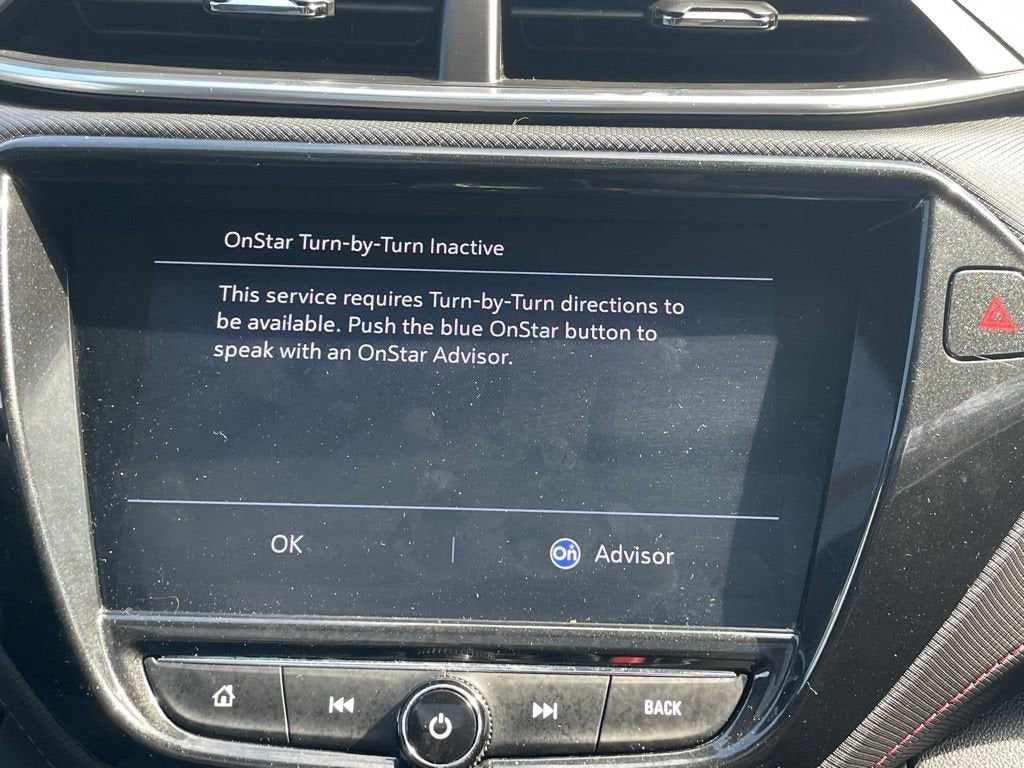 OnStar Turn-by-Turn Inactive
This service requires Turn-by-Turn directions to
be available. Push the blue OnStar button to
speak with an OnStar Advisor.
OK
On Advisor
BACK